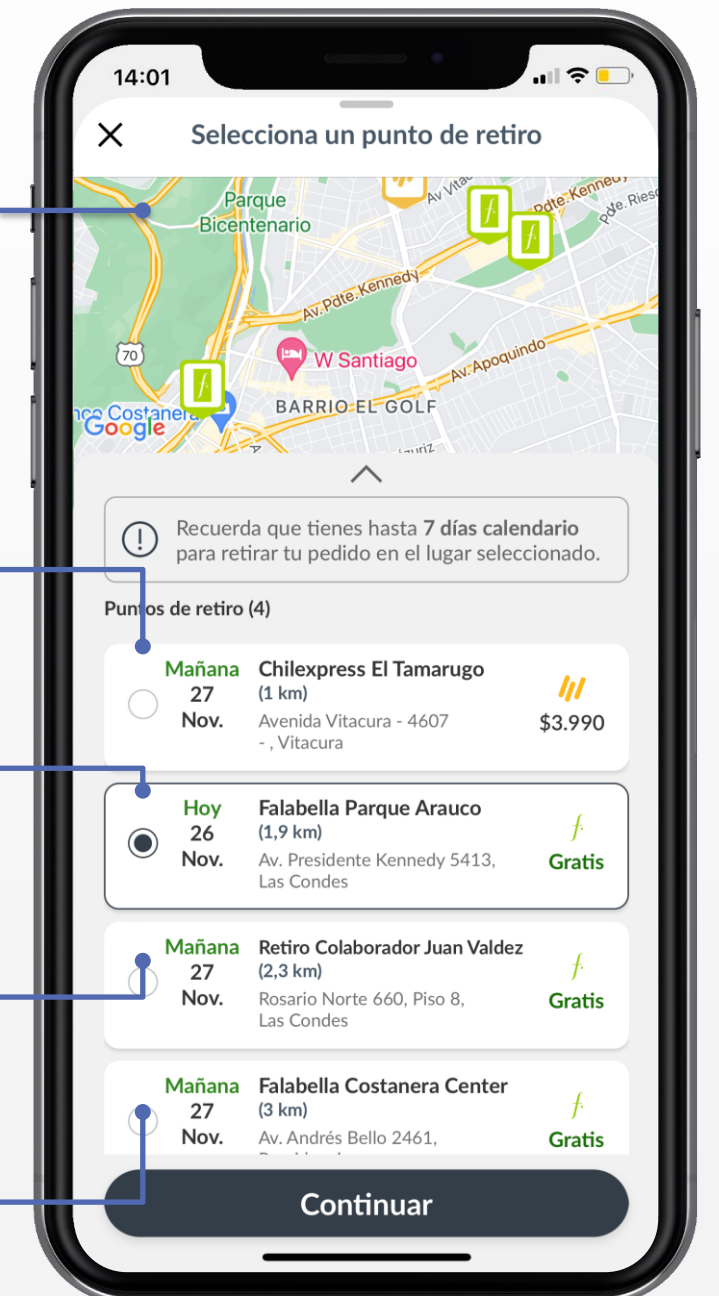 14:01
Selecciona un punto de retiro
Parque
Bicentenario
Av Vitac
Pdte-Kennedy
Pdte. Riesc
Av. Pdte. Kennedy
70
W Santiago
Av. Apoquindo
BARRIO EL GOLF
Costanera
Google
Recuerda que tienes hasta 7 días calendario
para retirar tu pedido en el lugar seleccionado.
Puntos de retiro (4)
Mañana
27
Nov.
Chilexpress El Tamarugo
(1 km)
Avenida Vitacura - 4607
- , Vitacura
$3.990
Hoy
26
Nov.
Falabella Parque Arauco
(1,9 km)
Av. Presidente Kennedy 5413,
Las Condes
Gratis
Mañana
27
Nov.
Retiro Colaborador Juan Valdez
(2,3 km)
Rosario Norte 660, Piso 8,
Las Condes
Gratis
Mañana
27
Nov.
Falabella Costanera Center
(3 km)
Av. Andrés Bello 2461,
Gratis
Continuar